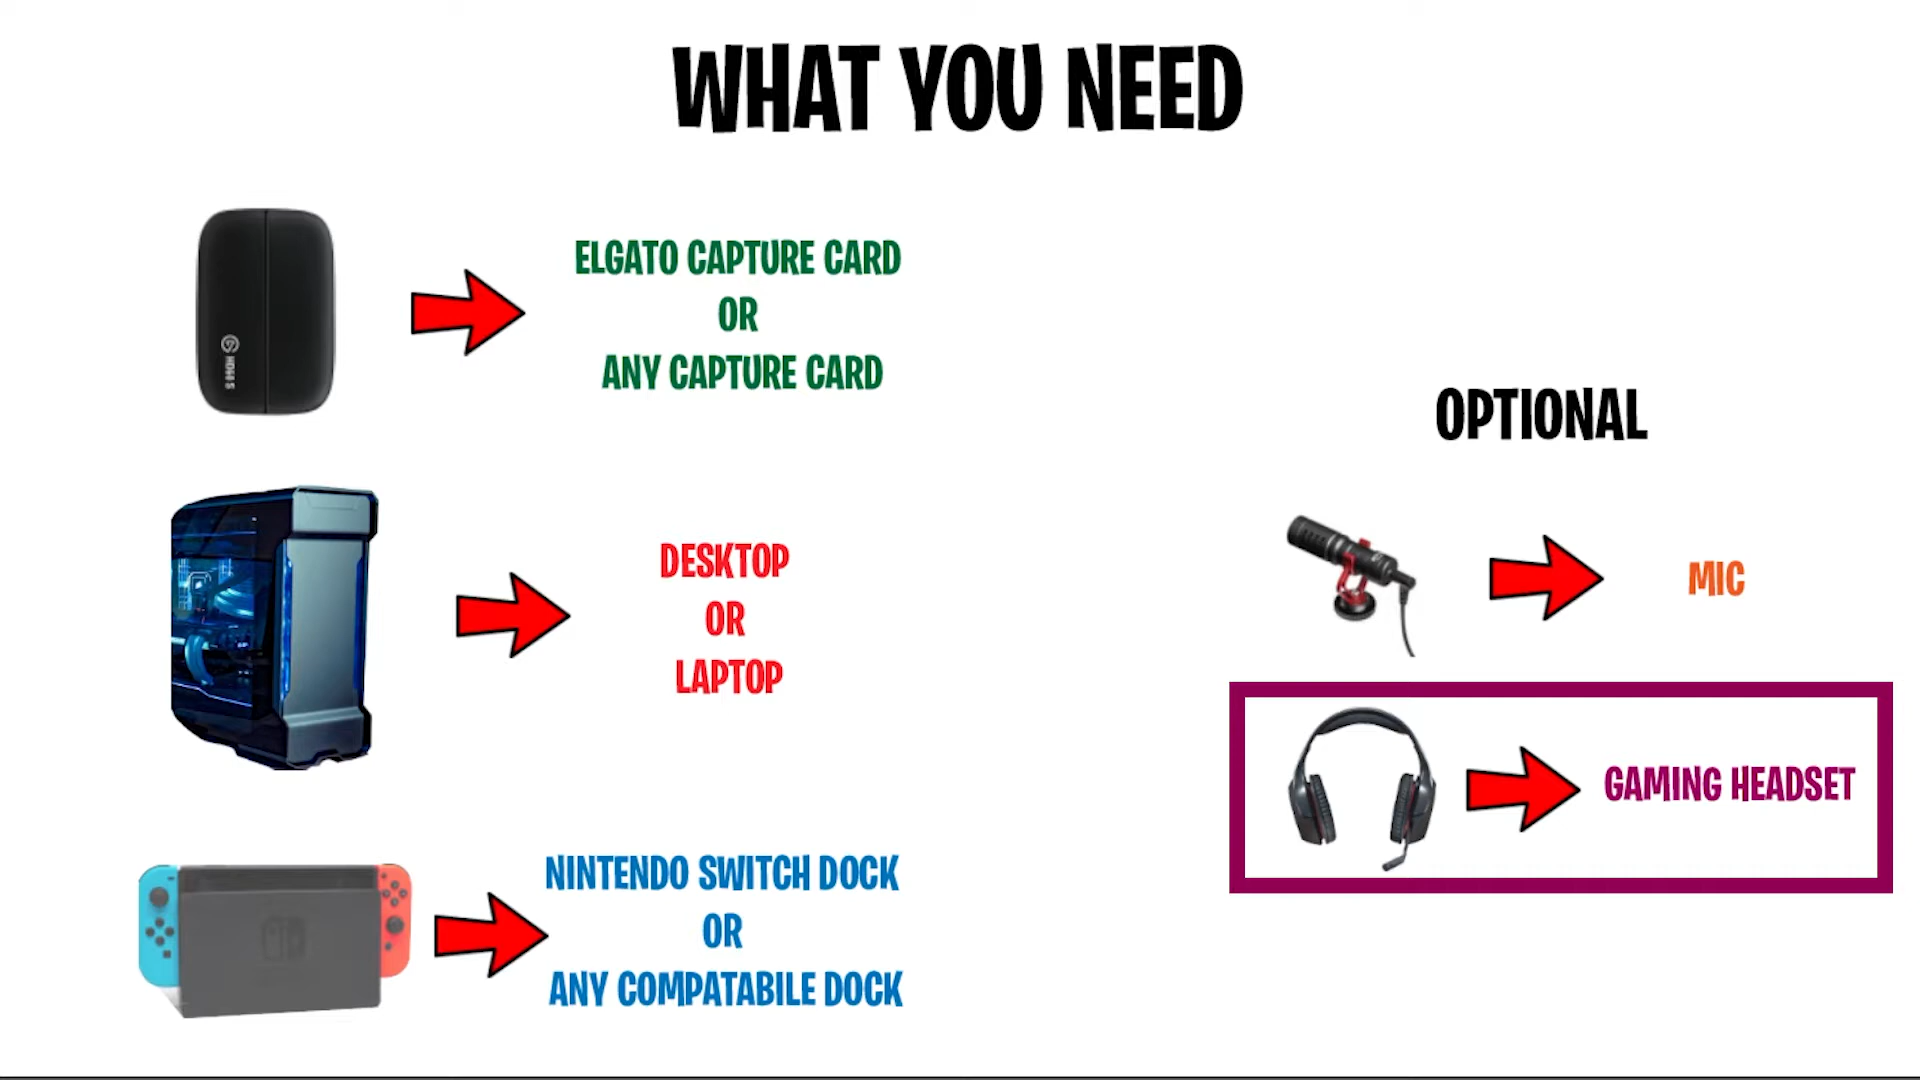 WHAT YOU NEED
ELGATO CAPTURE CARD
OR
ANY CAPTURE CARD
HD60 S
DESKTOP
OR
LAPTOP
NINTENDO SWITCH DOCK
OR
ANY COMPATABILE DOCK
OPTIONAL
MIC
GAMING HEADSET